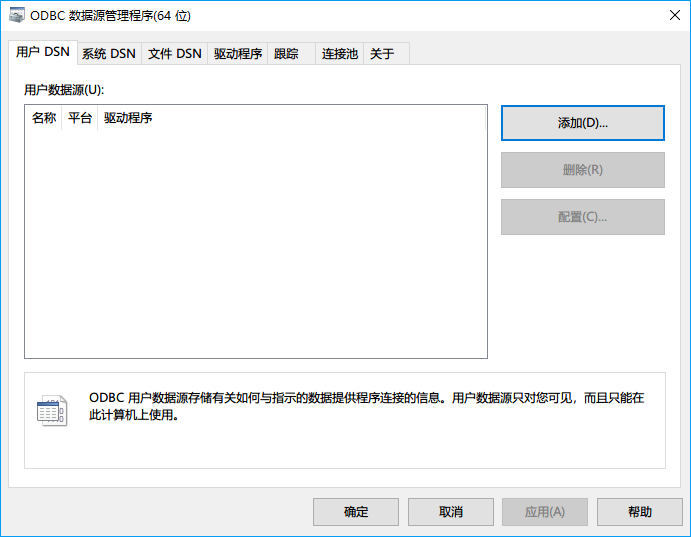 ODBC 数据源管理程序(64 位)
用户 DSN 系统 DSN 文件 DSN 驱动程序 跟踪 连接池 关于
用户数据源(U):
名称 平台 驱动程序
添加(D)...
删除(R)
配置(C)...
ODBC 用户数据源存储有关如何与指示的数据提供程序连接的信息。用户数据源只对您可见，而且只能在
此计算机上使用。
确定 取消 应用(A) 帮助